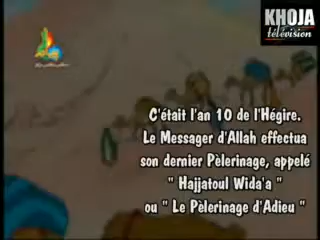 KHOJA
télévision
C'était l'an 10 de l'Hégire.
Le Messager d'Allah effectua
son dernier Pèlerinage, appelé
" Hajjatoul Wida'a "
ou " Le Pèlerinage d'Adieu "